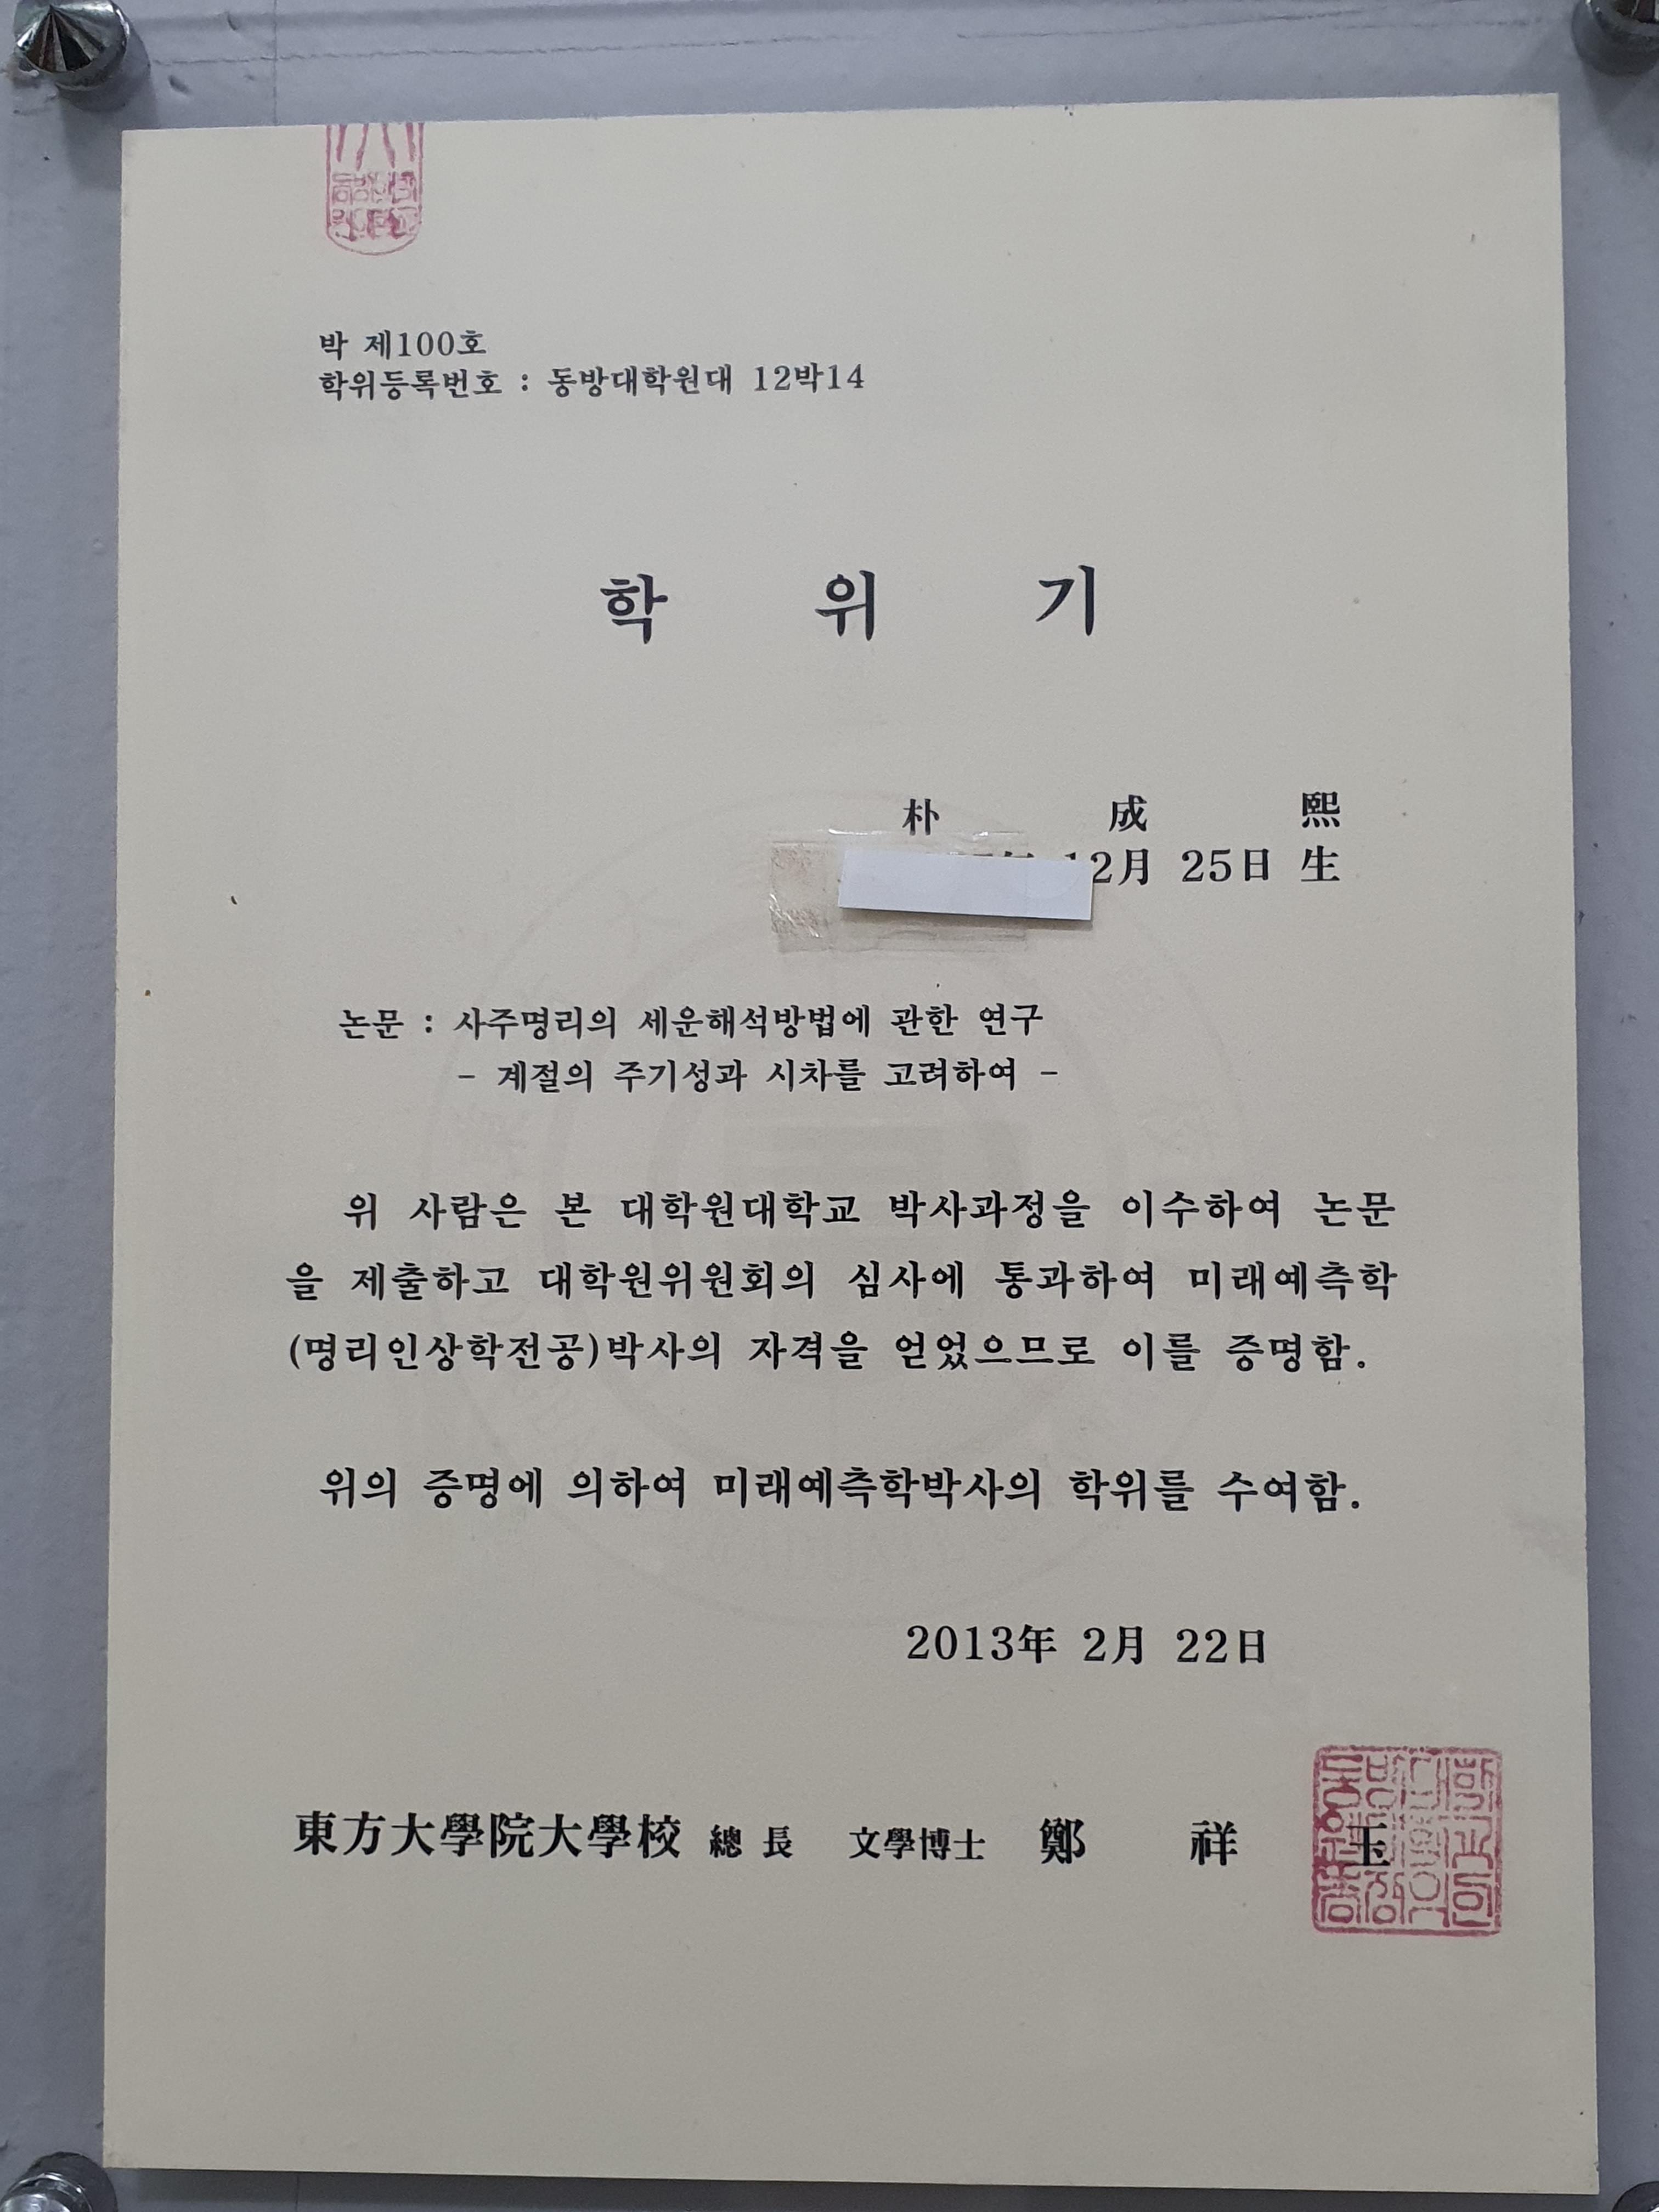 박 제100호
학위등록번호 : 동방대학원대 12박14
학 위 기
朴 成 熙
12月 25日 生
논문 : 사주명리의 세운해석방법에 관한 연구
- 계절의 주기성과 시차를 고려하여 -
위 사람은 본 대학원대학교 박사과정을 이수하여 논문
을 제출하고 대학원위원회의 심사에 통과하여 미래예측학
(명리인상학전공)박사의 자격을 얻었으므로 이를 증명함.
위의 증명에 의하여 미래예측학박사의 학위를 수여함.
2013年 2月 22日
東方大學院大學校 總 長 文學博士 鄭 祥 玉